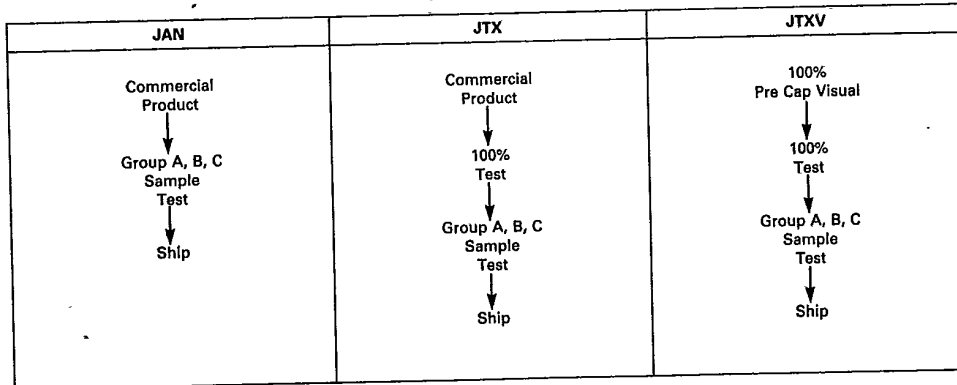 JAN
Commercial
Product
Group A, B, C
Sample
Test
Ship
JTX
Commercial
Product
100%
Test
Group A, B, C
Sample
Test
Ship
JTXV
100%
Pre Cap Visual
100%
Test
Group A, B, C
Sample
Test
Ship